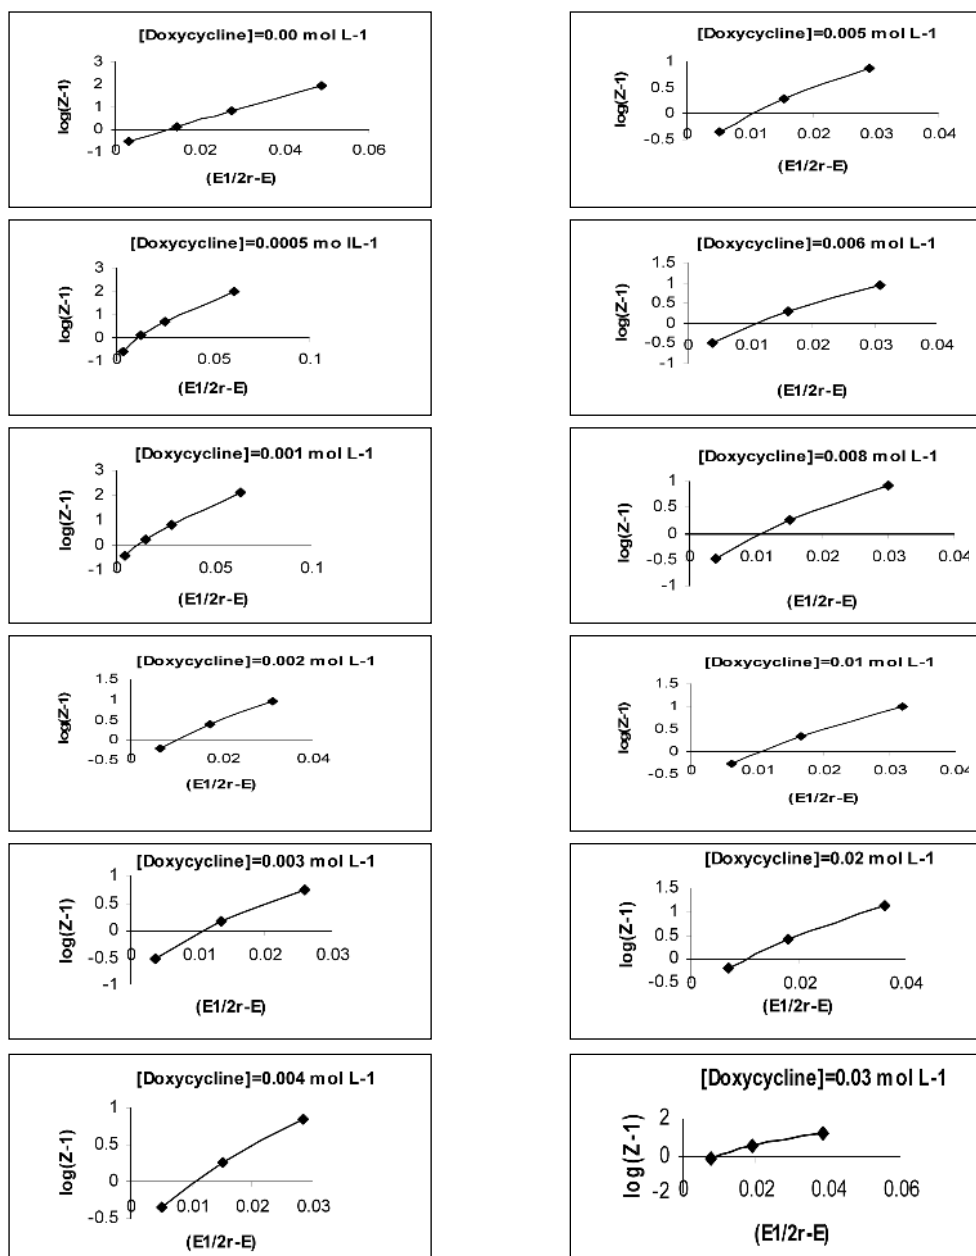 [Doxycycline]=0.00 mol L-1
3
2
1
0
-1
0
0.02
0.04
0.06
log(Z-1)
(E1/2r-E)
[Doxycycline]=0.005 mol L-1
1
0.5
0
-0.5
0
0.01
0.02
0.03
0.04
log(Z-1)
(E1/2r-E)
[Doxycycline]=0.0005 mo lL-1
3
2
1
0
-1
0
0.05
0.1
log(Z-1)
(E1/2r-E)
[Doxycycline]=0.006 mol L-1
1.5
1
0.5
0
-0.5
-1
0
0.01
0.02
0.03
0.04
log(Z-1)
(E1/2r-E)
[Doxycycline]=0.001 mol L-1
3
2
1
0
-1
0
0.05
0.1
log(Z-1)
(E1/2r-E)
[Doxycycline]=0.008 mol L-1
1
0.5
0
-0.5
-1
0
0.01
0.02
0.03
0.04
log(Z-1)
(E1/2r-E)
[Doxycycline]=0.002 mol L-1
1.5
1
0.5
0
-0.5
0
0.02
0.04
log(Z-1)
(E1/2r-E)
[Doxycycline]=0.01 mol L-1
1.5
1
0.5
0
-0.5
0
0.01
0.02
0.03
0.04
log(Z-1)
(E1/2r-E)
[Doxycycline]=0.003 mol L-1
1
0.5
0
-0.5
-1
0
0.01
0.02
0.03
log(Z-1)
(E1/2r-E)
[Doxycycline]=0.02 mol L-1
1.5
1
0.5
0
-0.5
0
0.02
0.04
log(Z-1)
(E1/2r-E)
[Doxycycline]=0.004 mol L-1
1
0.5
0
-0.5
0
0.01
0.02
0.03
log(Z-1)
(E1/2r-E)
[Doxycycline]=0.03 mol L-1
2
0
-2
0
0.02
0.04
0.06
log(Z-1)
(E1/2r-E)